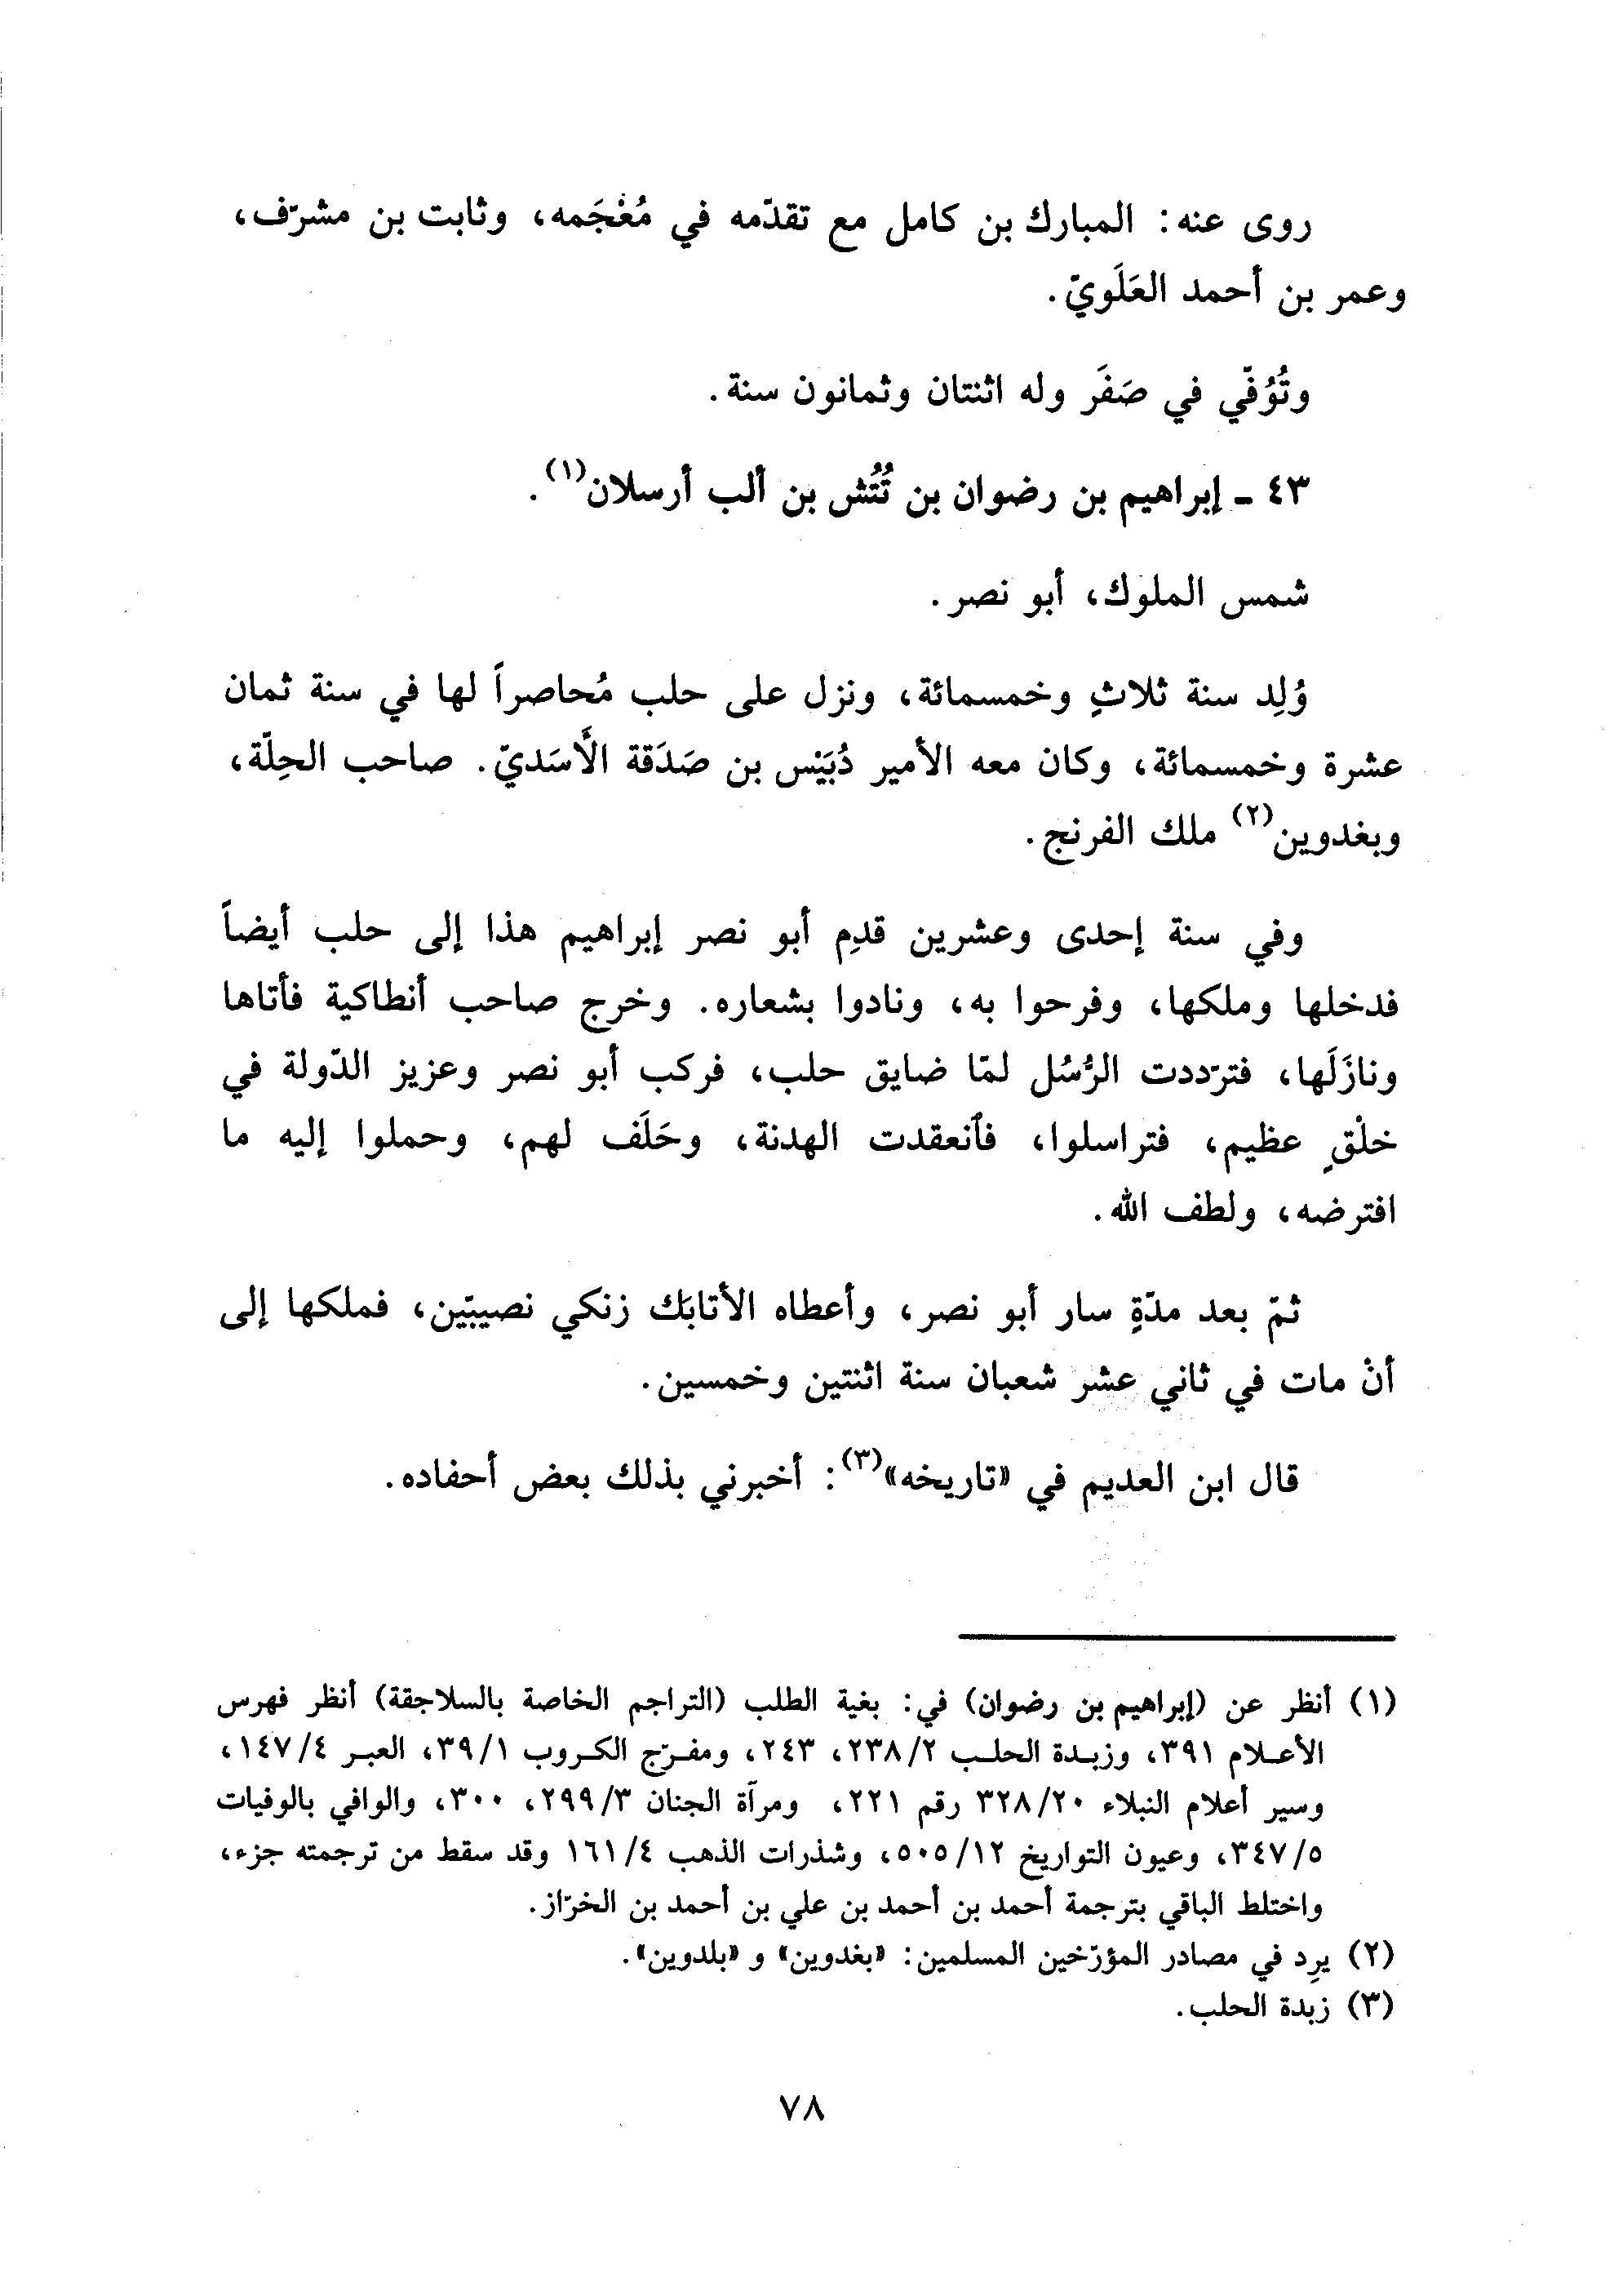 روى عنه: المبارك بن كامل مع تقدّمه في مُعْجَمه، وثابت بن مشرّف،
وعمر بن أحمد العَلَويّ.
وتُوُفّي في صَفَر وله اثنتان وثمانون سنة.
٤٣ ـ إبراهيم بن رضوان بن تُتُش بن ألب أرسلان(١).
شمس الملوك، أبو نصر.
وُلِد سنة ثلاثٍ وخمسمائة، ونزل على حلب مُحاصراً لها في سنة ثمان
عشرة وخمسمائة، وكان معه الأمير دُبَيْس بن صَدَقة الأَسَديّ. صاحب الحِلّة،
وبغدوين(٢) ملك الفرنج.
وفي سنة إحدى وعشرين قدِم أبو نصر إبراهيم هذا إلى حلب أيضاً
فدخلها وملكها، وفرحوا به، ونادوا بشعاره. وخرج صاحب أنطاكية فأتاها
ونازَلَها، فتردّدت الرُّسُل لمّا ضايق حلب، فركب أبو نصر وعزيز الدّولة في
خلْقٍ عظيم، فتراسلوا، فأنعقدت الهدنة، وحَلَف لهم، وحملوا إليه ما
افترضه، ولطف الله.
ثمّ بعد مدّةٍ سار أبو نصر، وأعطاه الأتابَك زنكي نصيبّين، فملكها إلى
أنْ مات في ثاني عشر شعبان سنة اثنتين وخمسين.
قال ابن العديم في «تاريخه»(٣): أخبرني بذلك بعض أحفاده.
(١) أنظر عن (إبراهيم بن رضوان) في: بغية الطلب (التراجم الخاصة بالسلاجقة) أنظر فهرس
الأعلام ٣٩١، وزبدة الحلب ٢٣٨/٢، ٢٤٣، ومفرّج الكروب ٣٩/١، العبر ١٤٧/٤،
وسير أعلام النبلاء ٣٢٨/٢٠ رقم ٢٢١، ومرآة الجنان ٢٩٩/٣، ٣٠٠، والوافي بالوفيات
٣٤٧/٥، وعيون التواريخ ٥٠٥/١٢، وشذرات الذهب ١٦١/٤ وقد سقط من ترجمته جزء،
واختلط الباقي بترجمة أحمد بن أحمد بن علي بن أحمد بن الخرّاز.
(٢) يرِد في مصادر المؤرّخين المسلمين: «بغدوين» و «بلدوين».
(٣) زبدة الحلب.
٧٨